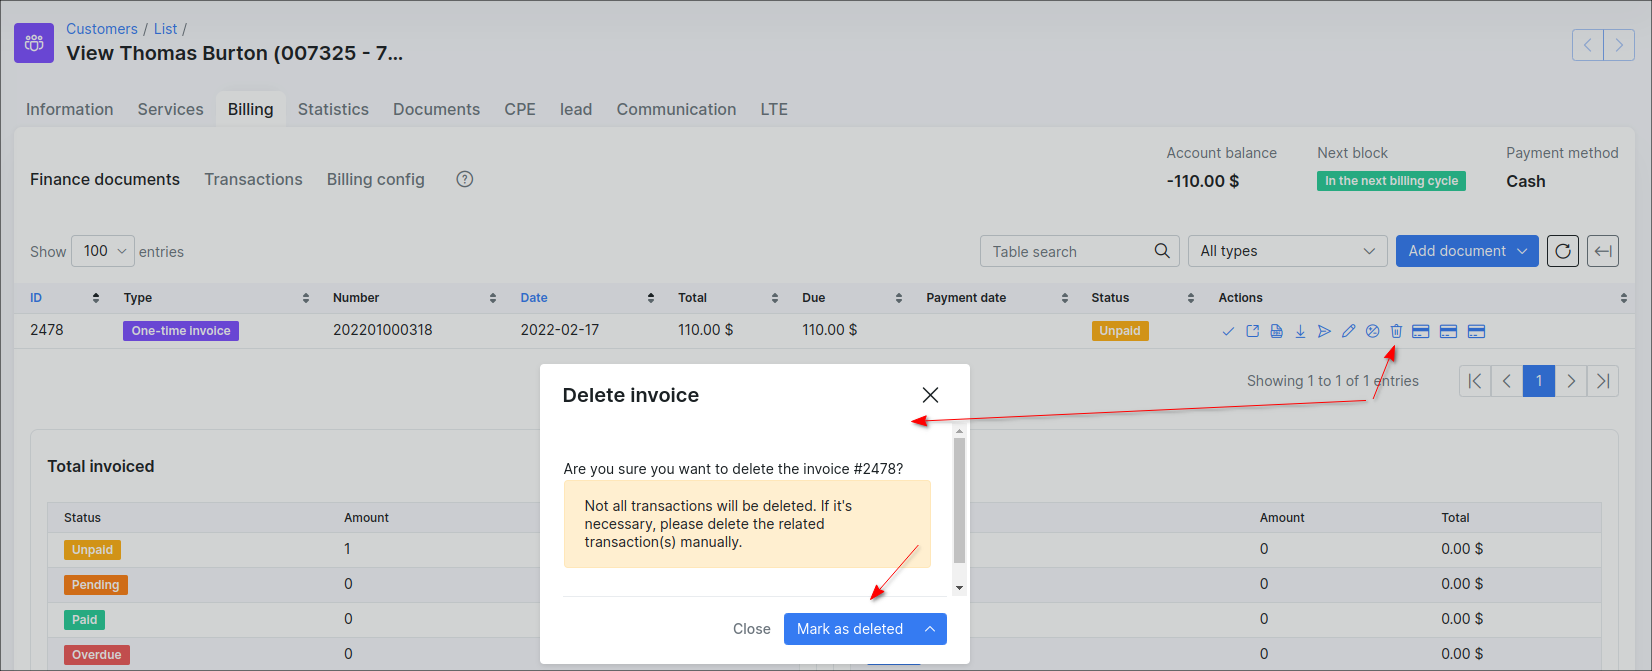 Customers / List /
View Thomas Burton (007325 - 7...
Information Services Billing Statistics Documents CPE lead Communication LTE
Account balance Next block Payment method
Finance documents Transactions Billing config ?
-110.00 $ In the next billing cycle Cash
Show 100 entries Table search All types Add document
ID Type Number Date Total Due Payment date Status Actions
2478 One-time invoice 202201000318 2022-02-17 110.00 $ 110.00 $ Unpaid
Showing 1 to 1 of 1 entries 1
Delete invoice
Total invoiced
Are you sure you want to delete the invoice #2478?
Not all transactions will be deleted. If it's
necessary, please delete the related
transaction(s) manually.
Status Amount Amount Total
Unpaid 1 0 0.00 $
Pending 0 0 0.00 $
Paid 0 0 0.00 $
Close Mark as deleted
Overdue 0 0 0.00 $